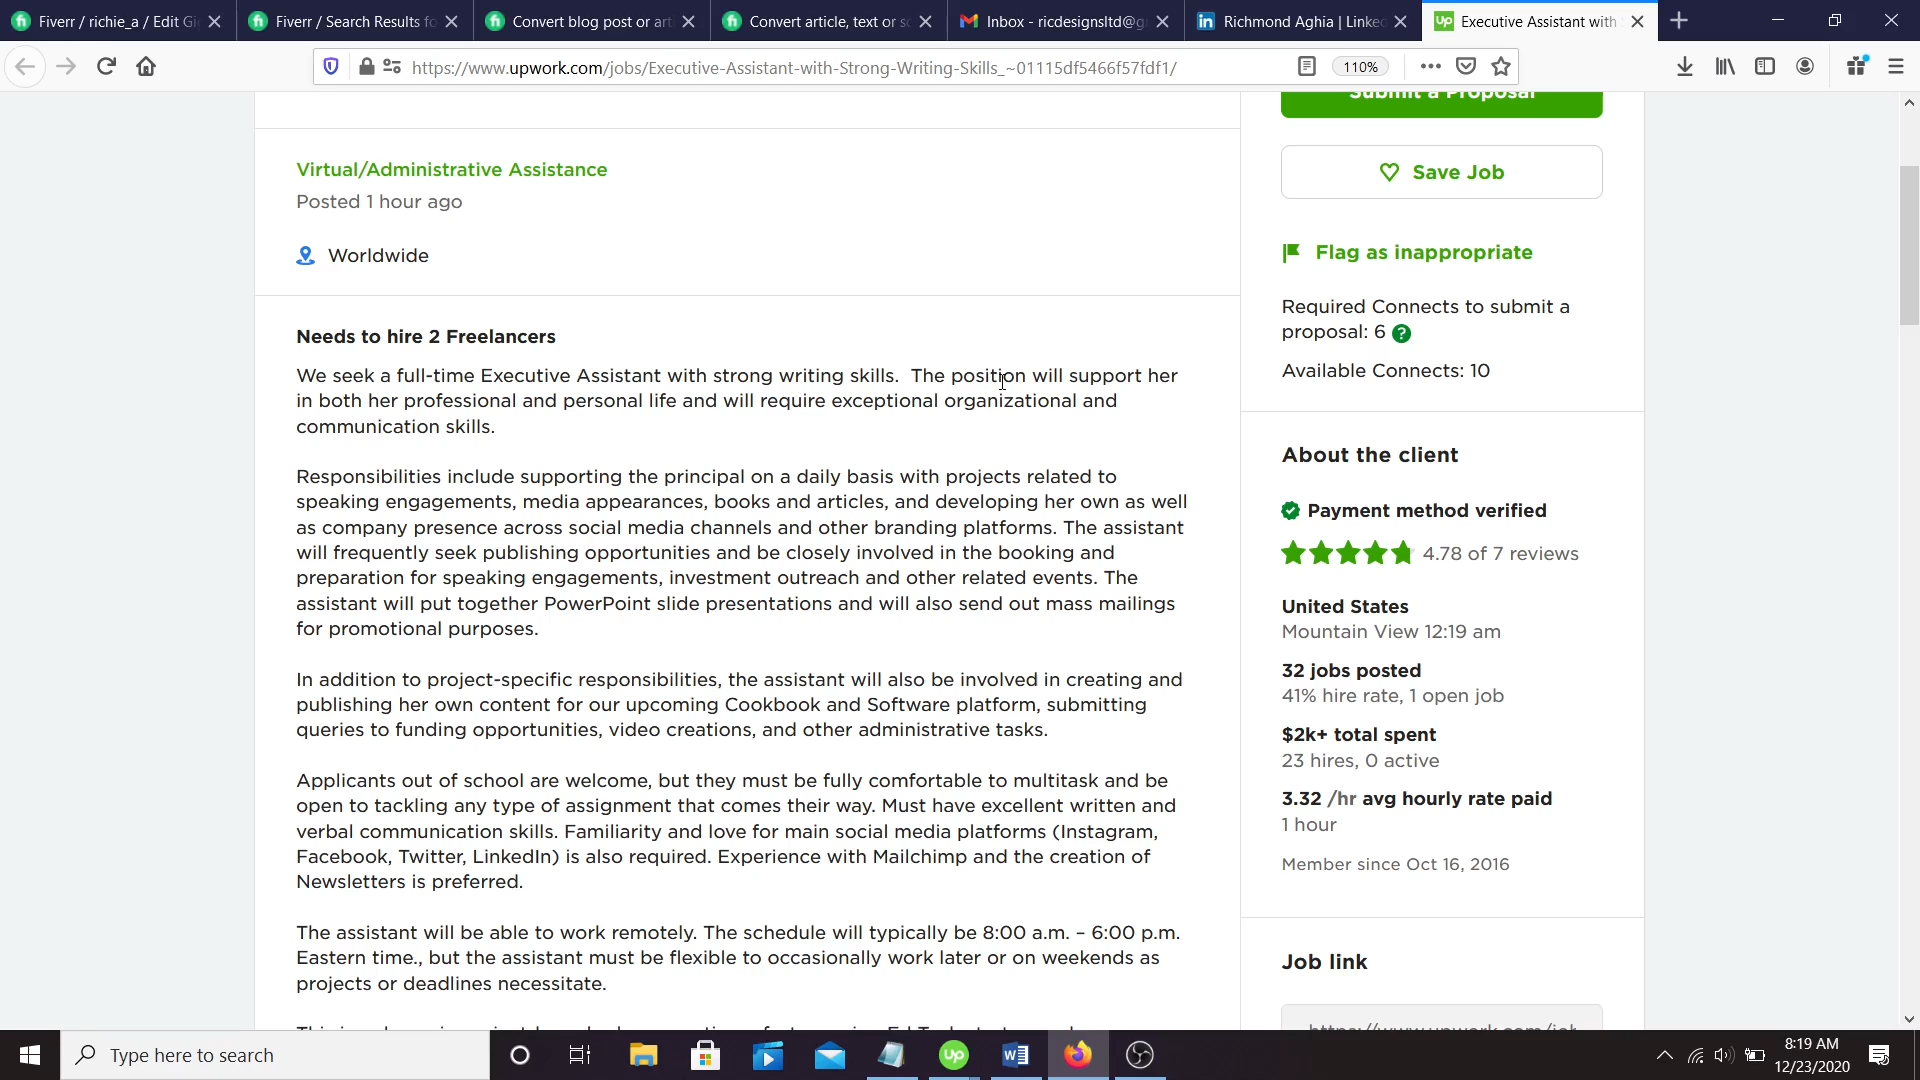 Fiverr / richie_a / Edit Gi
Fiverr / Search Results fo
Convert blog post or art
Convert article, text or sc
Inbox - ricdesignsltd@g
Richmond Aghia | Linked
Executive Assistant with
https://www.upwork.com/jobs/Executive-Assistant-with-Strong-Writing-Skills_~01115df5466f57fdf1/
110%
Virtual/Administrative Assistance
Posted 1 hour ago
Worldwide
Needs to hire 2 Freelancers
We seek a full-time Executive Assistant with strong writing skills.  The position will support her
in both her professional and personal life and will require exceptional organizational and
communication skills.
Responsibilities include supporting the principal on a daily basis with projects related to
speaking engagements, media appearances, books and articles, and developing her own as well
as company presence across social media channels and other branding platforms. The assistant
will frequently seek publishing opportunities and be closely involved in the booking and
preparation for speaking engagements, investment outreach and other related events. The
assistant will put together PowerPoint slide presentations and will also send out mass mailings
for promotional purposes.
In addition to project-specific responsibilities, the assistant will also be involved in creating and
publishing her own content for our upcoming Cookbook and Software platform, submitting
queries to funding opportunities, video creations, and other administrative tasks.
Applicants out of school are welcome, but they must be fully comfortable to multitask and be
open to tackling any type of assignment that comes their way. Must have excellent written and
verbal communication skills. Familiarity and love for main social media platforms (Instagram,
Facebook, Twitter, LinkedIn) is also required. Experience with Mailchimp and the creation of
Newsletters is preferred.
The assistant will be able to work remotely. The schedule will typically be 8:00 a.m. – 6:00 p.m.
Eastern time., but the assistant must be flexible to occasionally work later or on weekends as
projects or deadlines necessitate.
Submit a Proposal
Save Job
Flag as inappropriate
Required Connects to submit a
proposal: 6
Available Connects: 10
About the client
Payment method verified
4.78 of 7 reviews
United States
Mountain View 12:19 am
32 jobs posted
41% hire rate, 1 open job
$2k+ total spent
23 hires, 0 active
3.32 /hr avg hourly rate paid
1 hour
Member since Oct 16, 2016
Job link
https://www.upwork.com/job
Type here to search
8:19 AM
12/23/2020